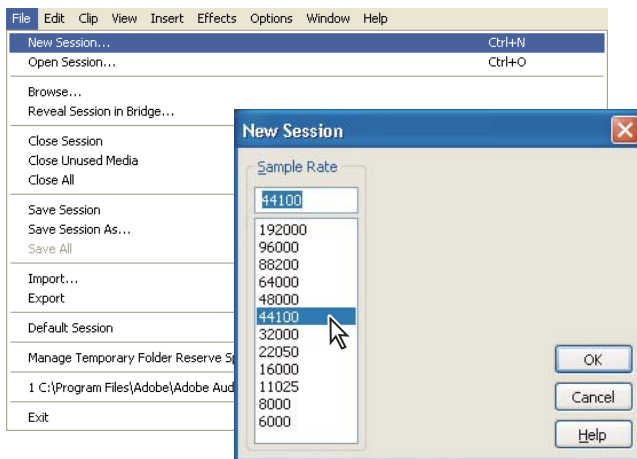 File Edit Clip View Insert Effects Options Window Help
New Session... Ctrl+N
Open Session... Ctrl+O
Browse...
Reveal Session in Bridge...
Close Session
Close Unused Media
Close All
Save Session
Save Session As...
Save All
Import...
Export
Default Session
Manage Temporary Folder Reserve
1 C:\Program Files\Adobe\Adobe Aud
Exit
New Session
Sample Rate
44100
192000
96000
88200
64000
48000
44100
32000
22050
16000
11025
8000
6000
OK
Cancel
Help